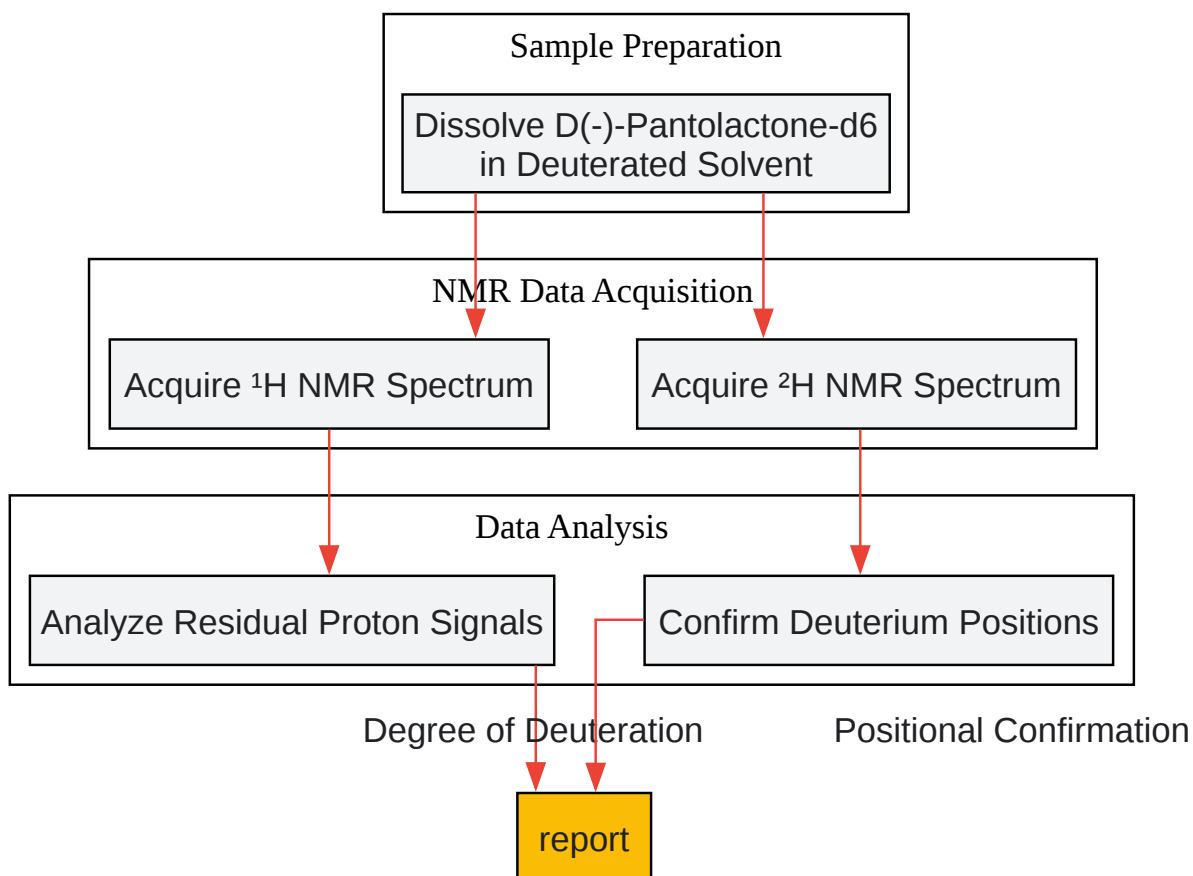 Sample Preparation
Dissolve D(-)-Pantolactone-d6
in Deuterated Solvent
NMR Data Acquisition
Acquire ¹H NMR Spectrum
Acquire ²H NMR Spectrum
Data Analysis
Analyze Residual Proton Signals
Confirm Deuterium Positions
Degree of Deuteration
Positional Confirmation
report